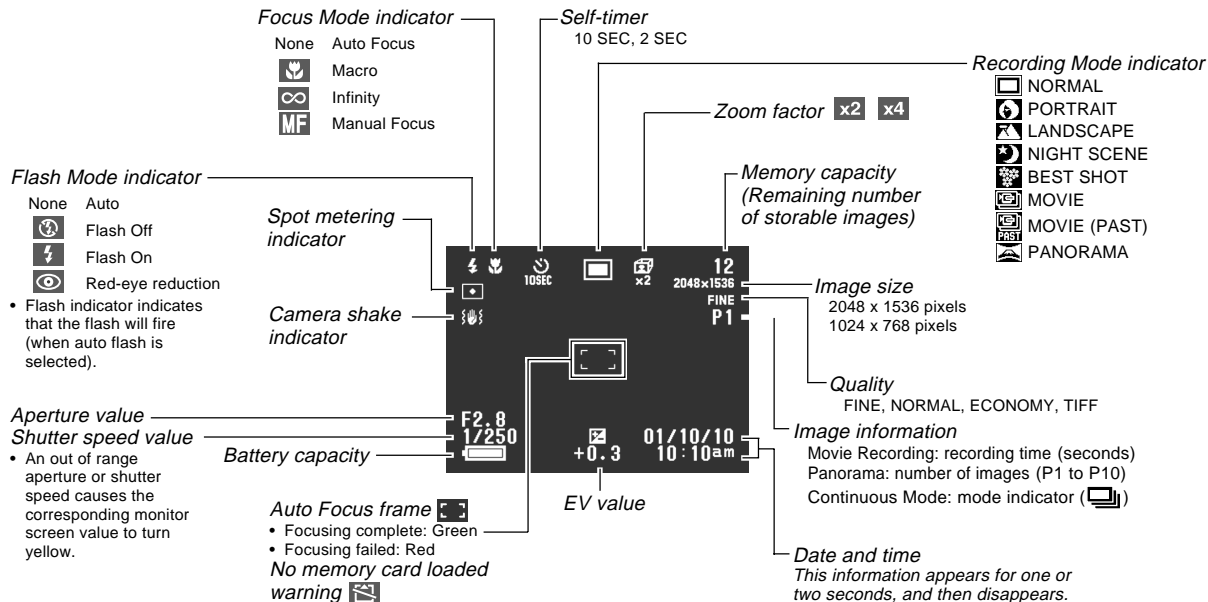 Focus Mode indicator
None Auto Focus
Macro
Infinity
MF Manual Focus
Self-timer
10 SEC, 2 SEC
Recording Mode indicator
NORMAL
PORTRAIT
LANDSCAPE
NIGHT SCENE
BEST SHOT
MOVIE
PAST MOVIE (PAST)
PANORAMA
Zoom factor x2 x4
Memory capacity
(Remaining number
of storable images)
Flash Mode indicator
None Auto
Flash Off
Flash On
Red-eye reduction
• Flash indicator indicates
that the flash will fire
(when auto flash is
selected).
Spot metering
indicator
Camera shake
indicator
10SEC
x2
12
2048×1536
FINE
P1
F2.8
1/250
+0.3
01/10/10
10:10am
Image size
2048 x 1536 pixels
1024 x 768 pixels
Quality
FINE, NORMAL, ECONOMY, TIFF
Image information
Movie Recording: recording time (seconds)
Panorama: number of images (P1 to P10)
Continuous Mode: mode indicator ( )
Aperture value
Shutter speed value
• An out of range
aperture or shutter
speed causes the
corresponding monitor
screen value to turn
yellow.
Battery capacity
Auto Focus frame
• Focusing complete: Green
• Focusing failed: Red
No memory card loaded
warning
EV value
Date and time
This information appears for one or
two seconds, and then disappears.